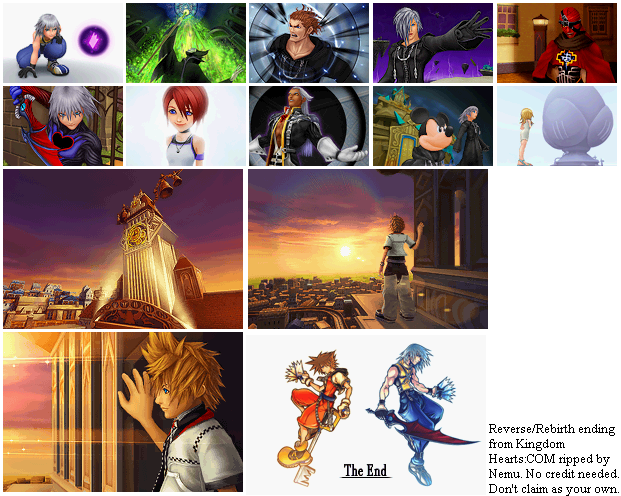 The End
Reverse/Rebirth ending
from Kingdom
Hearts:COM ripped by
Nemu. No credit needed.
Don't claim as your own.